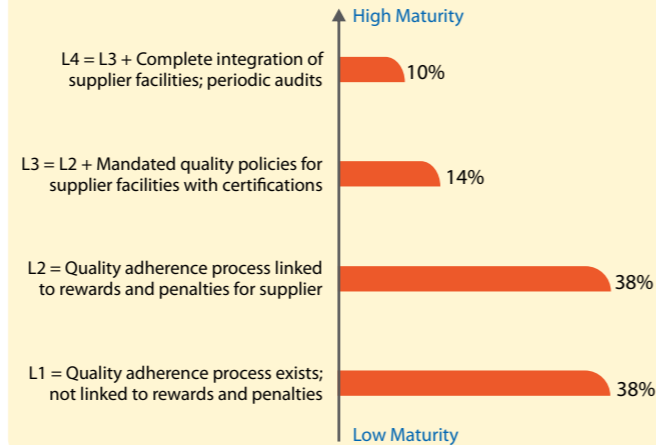 High Maturity
L4 = L3 + Complete integration of
supplier facilities; periodic audits
10%
L3 = L2 + Mandated quality policies for
supplier facilities with certifications
14%
L2 = Quality adherence process linked
to rewards and penalties for supplier
38%
L1 = Quality adherence process exists;
not linked to rewards and penalties
38%
Low Maturity